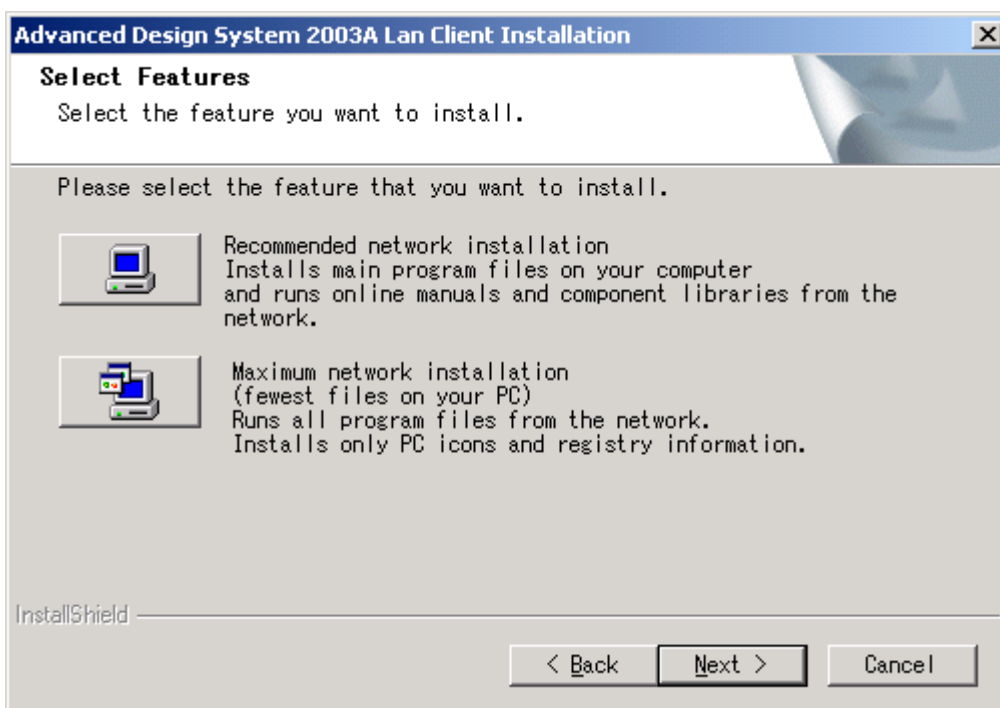 Advanced Design System 2003A Lan Client Installation
Select Features
Select the feature you want to install.
Please select the feature that you want to install.
Recommended network installation
Installs main program files on your computer
and runs online manuals and component libraries from the
network.
Maximum network installation
(fewest files on your PC)
Runs all program files from the network.
Installs only PC icons and registry information.
InstallShield
< Back
Next >
Cancel